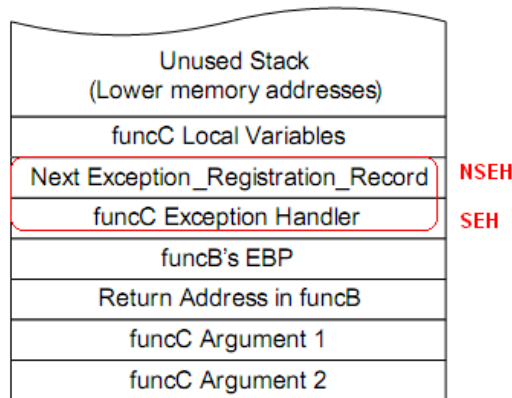 Unused Stack
(Lower memory addresses)
funcC Local Variables
Next Exception_Registration_Record NSEH
funcC Exception Handler SEH
funcB's EBP
Return Address in funcB
funcC Argument 1
funcC Argument 2